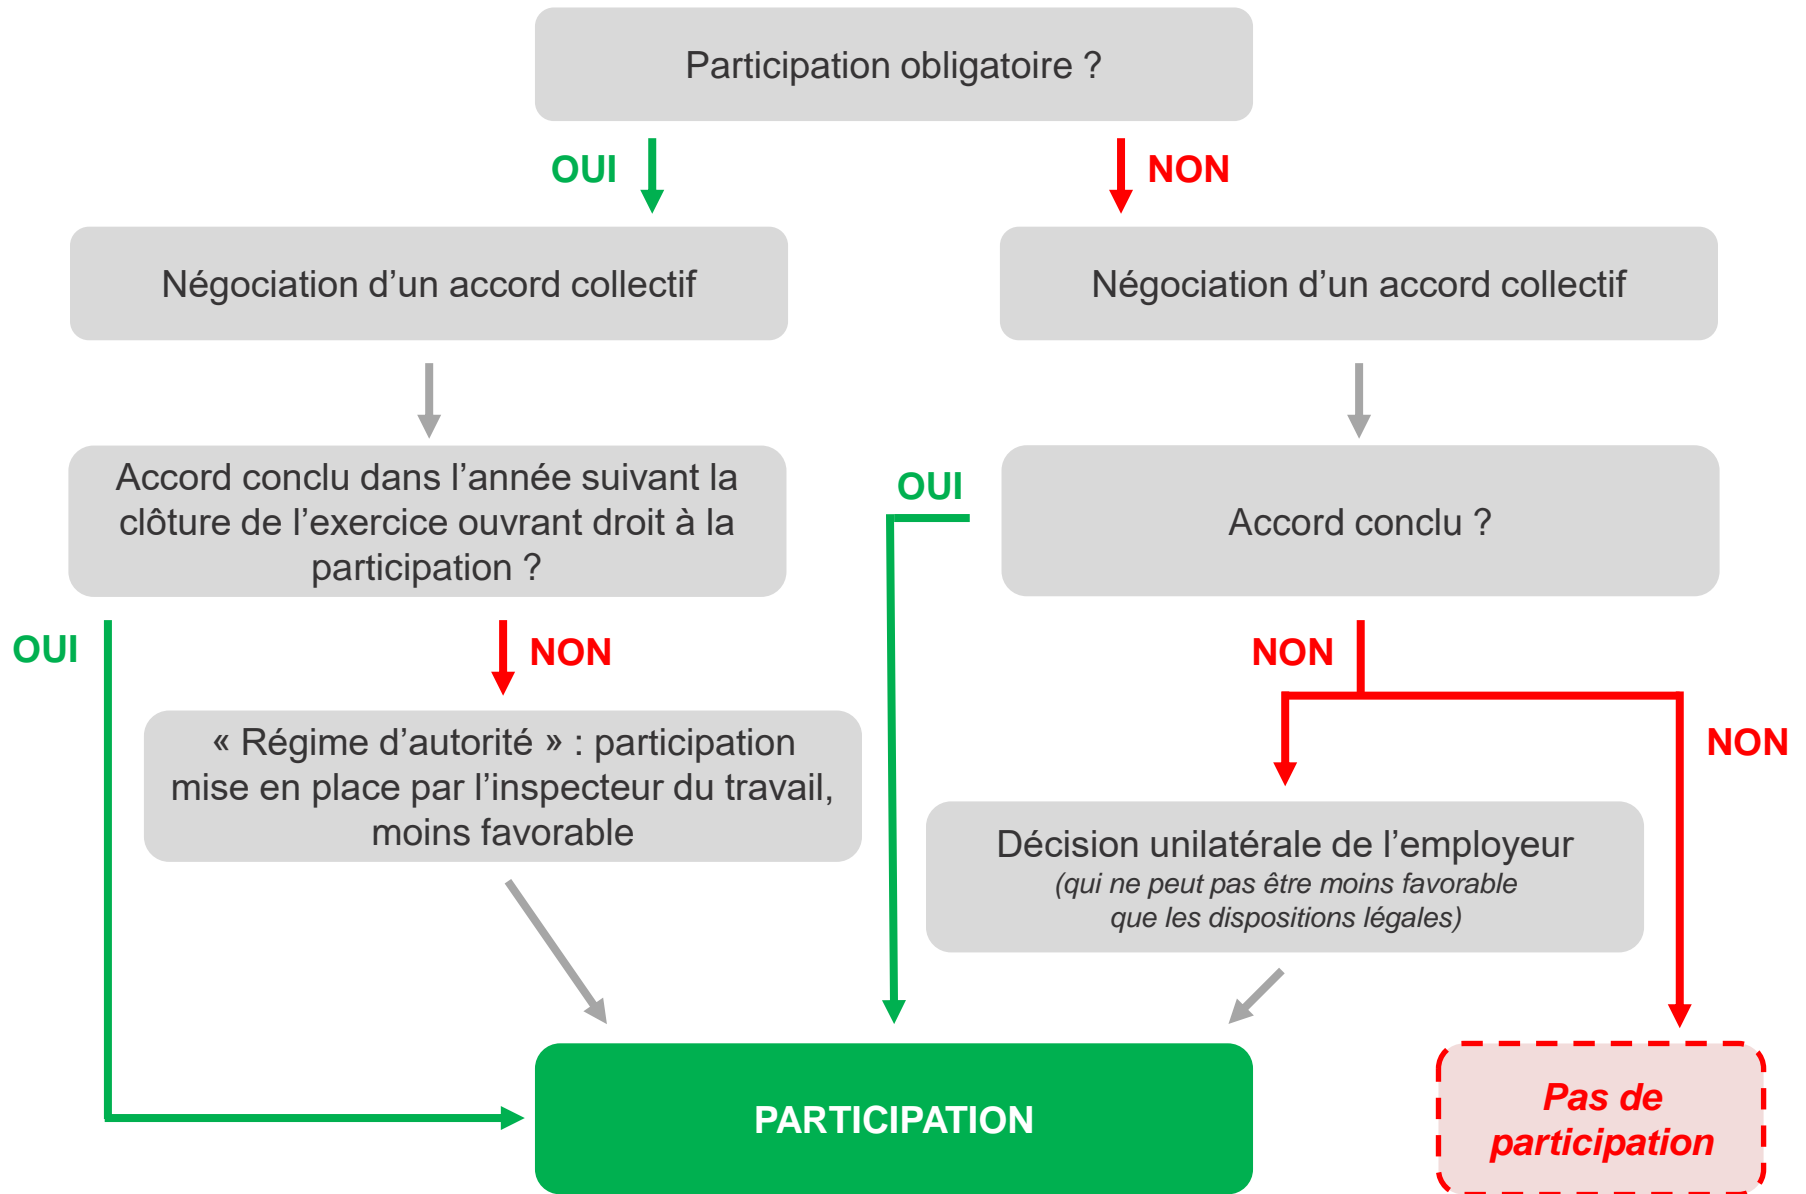 Participation obligatoire ?
OUI
NON
Négociation d’un accord collectif
Négociation d’un accord collectif
Accord conclu dans l’année suivant la
clôture de l’exercice ouvrant droit à la
participation ?
OUI
Accord conclu ?
OUI
NON
NON
« Régime d’autorité » : participation
mise en place par l’inspecteur du travail,
moins favorable
NON
Décision unilatérale de l’employeur
(qui ne peut pas être moins favorable
que les dispositions légales)
PARTICIPATION
Pas de
participation